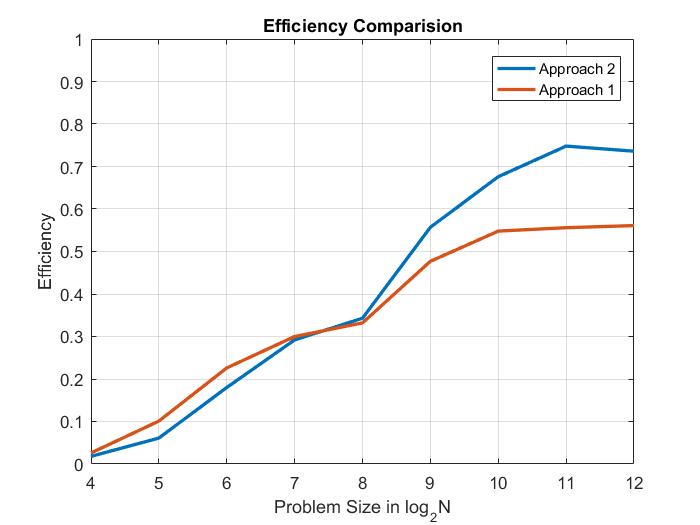 Efficiency Comparision
1
0.9
0.8
0.7
0.6
0.5
0.4
0.3
0.2
0.1
0
Efficiency
Approach 2
Approach 1
4 5 6 7 8 9 10 11 12
Problem Size in log₂N